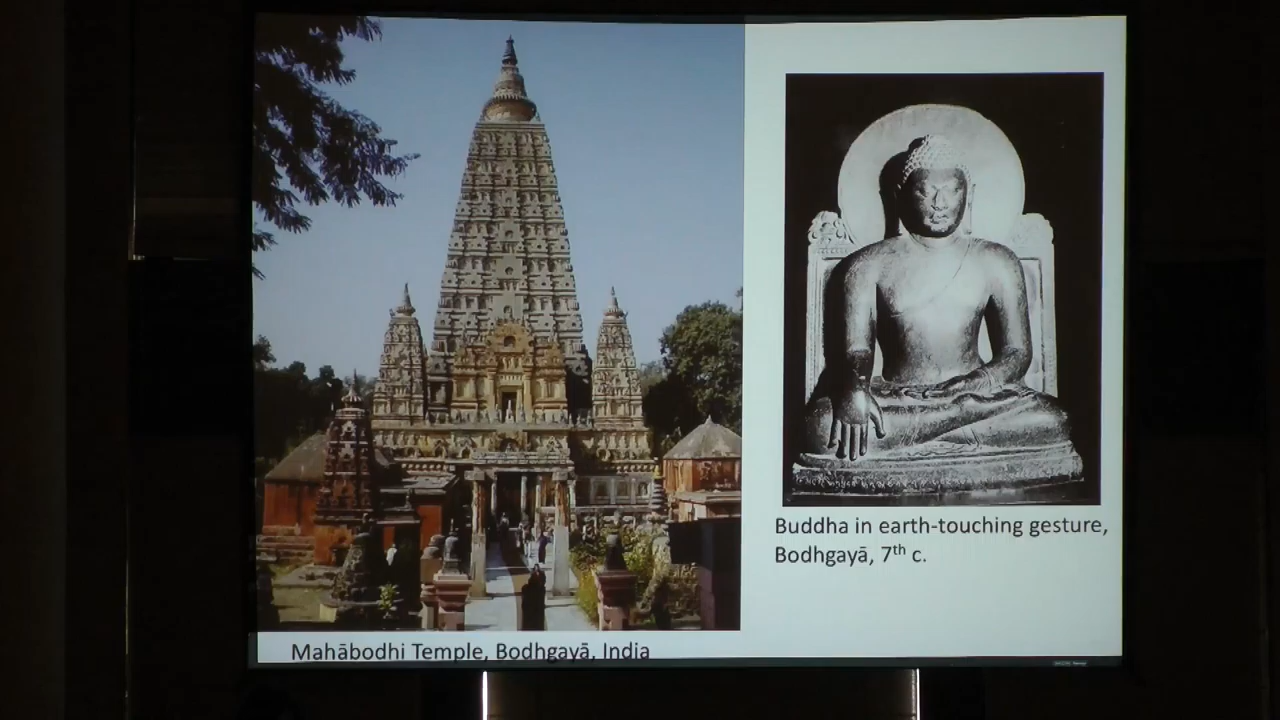 Mahābodhi Temple, Bodhgayā, India
Buddha in earth-touching gesture,
Bodhgayā, 7th c.